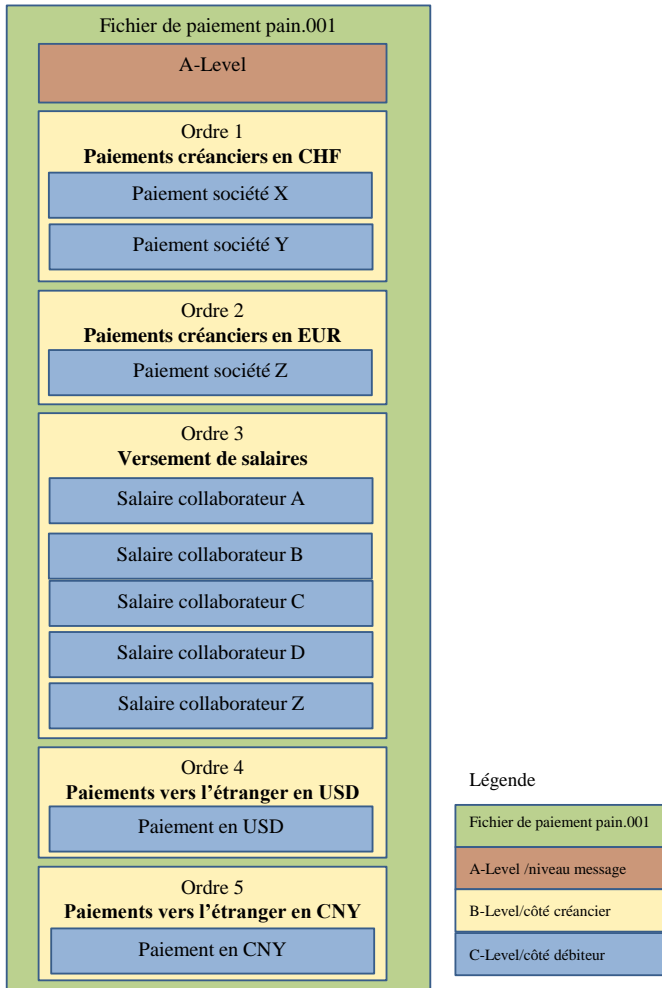 Fichier de paiement pain.001
A-Level
Ordre 1
Paiements créanciers en CHF
Paiement société X
Paiement société Y
Ordre 2
Paiements créanciers en EUR
Paiement société Z
Ordre 3
Versement de salaires
Salaire collaborateur A
Salaire collaborateur B
Salaire collaborateur C
Salaire collaborateur D
Salaire collaborateur Z
Ordre 4
Paiements vers l’étranger en USD
Paiement en USD
Ordre 5
Paiements vers l’étranger en CNY
Paiement en CNY
Légende
Fichier de paiement pain.001
A-Level /niveau message
B-Level/côté créancier
C-Level/côté débiteur